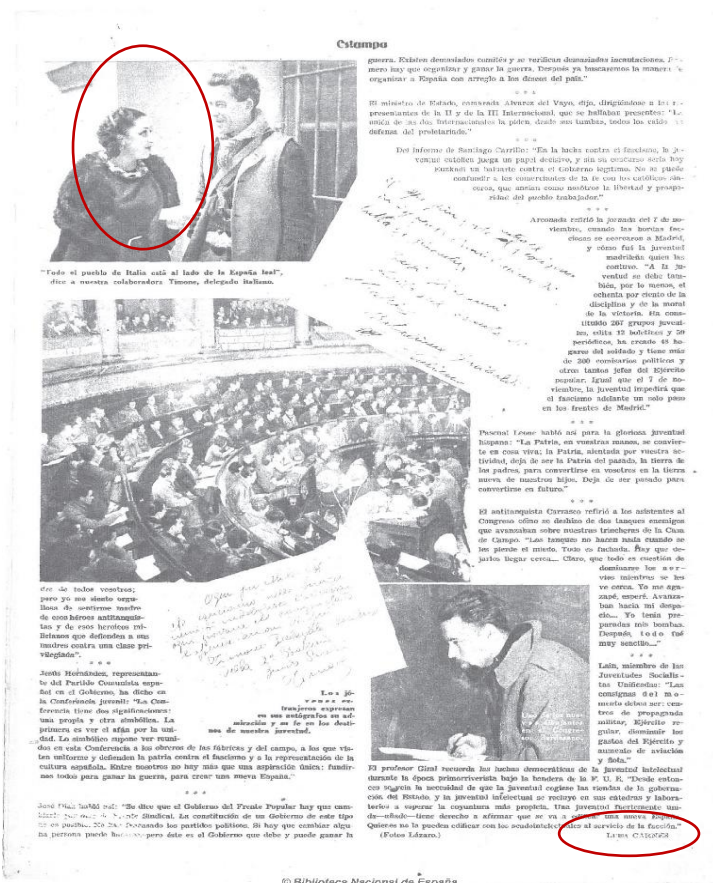 Estampa
"Todo el pueblo de Italia está al lado de la España leal",
dice a nuestra colaboradora Timone, delegado italiano.
dre de todos vosotros;
pero yo me siento orgu-
llosa de sentirme madre
de esos héroes antitanquis-
tas y de esos heroicos mi-
licianos que defienden a sus
madres contra una clase pri-
vilegiada".
* * *
Jesús Hernández, representan-
te del Partido Comunista espa-
ñol en el Gobierno, ha dicho en
la Conferencia juvenil: "La Con-
ferencia tiene dos significaciones:
una propia y otra simbólica. La
primera es ver el afán por la uni-
dad. Lo simbólico supone ver reuni-
dos en esta Conferencia a los obreros de las fábricas y del campo, a los que vis-
ten uniforme y defienden la patria contra el fascismo y a la representación de la
cultura española. Entre nosotros no hay más que una aspiración única: fundir-
nos todos para ganar la guerra, para crear una nueva España."
* * *
José Díaz habló así: "Se dice que el Gobierno del Frente Popular hay que cam-
Sindical. La constitución de un Gobierno de este tipo
los partidos políticos. Si hay que cambiar algu-
na persona puede pero éste es el Gobierno que debe y puede ganar la
Los jó-
venes ex-
tranjeros expresan
en sus autógrafos su ad-
miración y su fe en los desti-
nos de nuestra juventud.
guerra. Existen demasiados comités y se verifican demasiadas incautaciones.
mero hay que organizar y ganar la guerra. Después ya buscaremos la manera
organizar a España con arreglo a los deseos del país."
* * *
El ministro de Estado, camarada Alvarez del Vayo, dijo, dirigiéndose a los re-
presentantes de la II y de la III Internacional, que se hallaban presentes: "La
unión de las dos Internacionales la piden, desde sus tumbas, todos los caídos
defensa del proletariado."
* * *
Del informe de Santiago Carrillo: "En la lucha contra el fascismo, la ju-
ventud católica juega un papel decisivo, y sin su concurso sería hoy
Euzkadi un baluarte contra el Gobierno legítimo. No se puede
confundir a los comerciantes de la fe con los católicos sin-
ceros, que ansían como nosotros la libertad y prospe-
ridad del pueblo trabajador."
* * *
Arconada refirió la jornada del 7 de no-
viembre, cuando las hordas fas-
ciosas se acercaron a Madrid,
y cómo fué la juventud
madrileña quien las
contuvo. "A la ju-
ventud se debe tam-
bién, por lo menos, el
ochenta por ciento de la
disciplina y de la moral
de la victoria. Ha cons-
tituído 267 grupos juveni-
les, edita 12 boletines y 50
periódicos, ha creado 48 ho-
gares del soldado y tiene más
de 200 comisarios políticos y
otros tantos jefes del Ejército
popular. Igual que el 7 de no-
viembre, la juventud impedirá que
el fascismo adelante un solo paso
en los frentes de Madrid."
* * *
Pascual Leone habló así para la gloriosa juventud
hispana: "La Patria, en vuestras manos, se convier-
te en cosa viva; la Patria, alentada por vuestra ac-
tividad, deja de ser la Patria del pasado, la tierra de
los padres, para convertirse en vosotros en la tierra
nueva de nuestros hijos. Deja de ser pasado para
convertirse en futuro."
* * *
El antitanquista Carrasco refirió a los asistentes al
Congreso cómo se deshizo de dos tanques enemigos
que avanzaban sobre nuestras trincheras de la Casa
de Campo. "Los tanques no hacen nada cuando se
les pierde el miedo. Todo es fachada. Hay que de-
jarlos llegar cerca... Claro, que todo es cuestión de
dominarse los ner-
vios mientras se les
ve cerca. Yo me aga-
zapé, esperé. Avanza-
ban hacia mí despa-
cio... Yo tenía pre-
paradas mis bombas.
Después, todo fué
muy sencillo..."
* * *
Laín, miembro de las
Juventudes Socialis-
tas Unificadas: "Las
consignas del mo-
mento deben ser: cen-
tros de propaganda
militar, Ejército re-
gular, disminuir los
gastos del Ejército y
aumento de aviación
y flota."
El profesor Giral recuerda las luchas democráticas de la juventud intelectual
durante la época primorriverista bajo la bandera de la F. U. E. "Desde enton-
ces se veía la necesidad de que la juventud cogiese las riendas de la goberna-
ción del Estado, y la juventud intelectual se recluyó en sus cátedras y labora-
torios a esperar la coyuntura más propicia. Una juventud fuertemente uni-
da—añade—tiene derecho a afirmar que se va a edificar una nueva España.
Quienes no la pueden edificar con los seudointelectuales al servicio de la facción."
(Fotos Lázaro.)
LUISA CARNÉS
© Biblioteca Nacional de España